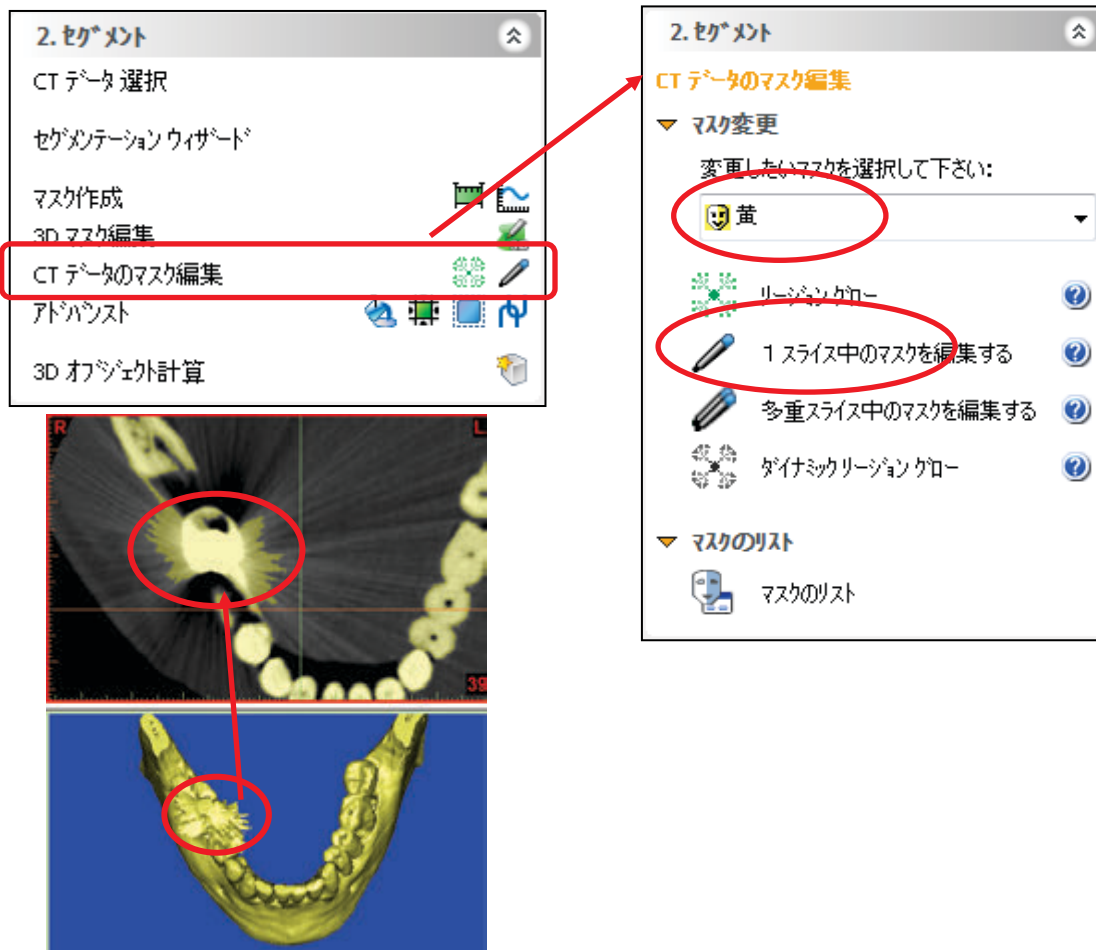 2. セグメント
CT データ 選択
セグメンテーション ウィザード
マスク作成
3D マスク編集
CT データのマスク編集
アドバンスト
3D オブジェクト計算
R
L
39
2. セグメント
CT データのマスク編集
マスク変更
変更したいマスクを選択して下さい:
黄
リージョン グロー
1 スライス中のマスクを編集する
多重スライス中のマスクを編集する
ダイナミック リージョン グロー
マスクのリスト
マスクのリスト